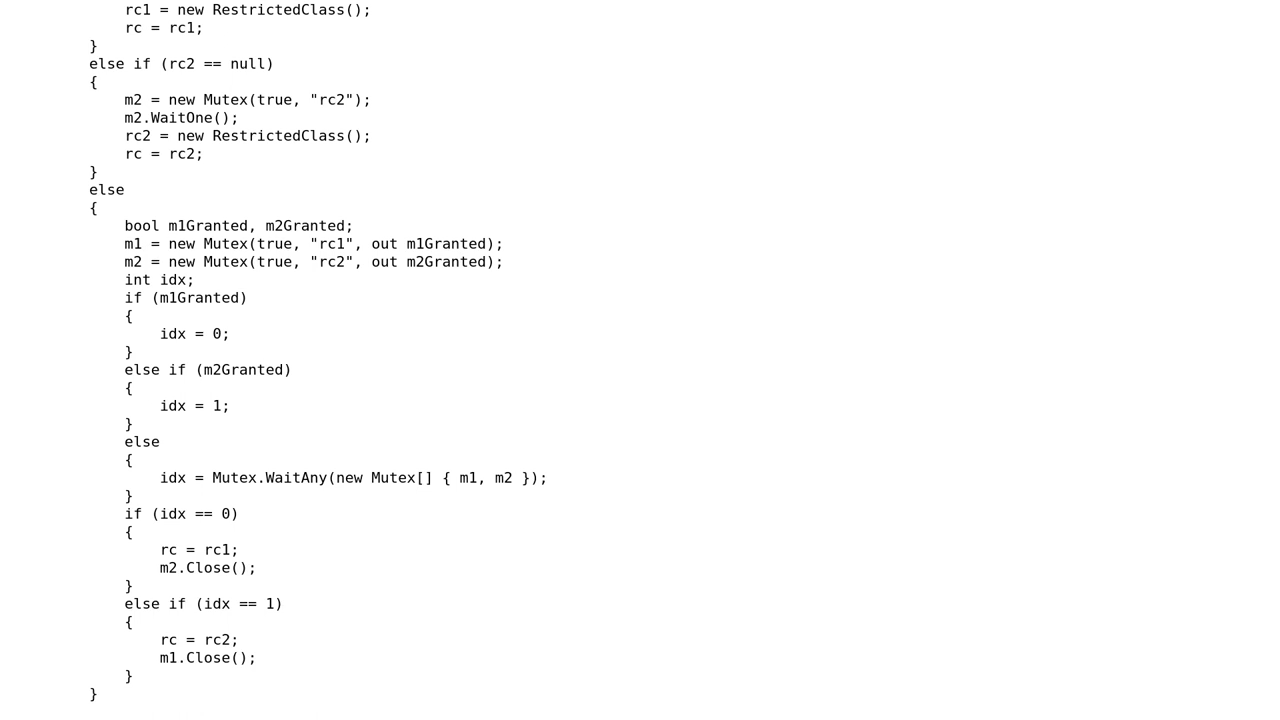 rc1 = new RestrictedClass();
            rc = rc1;
        }
        else if (rc2 == null)
        {
            m2 = new Mutex(true, "rc2");
            m2.WaitOne();
            rc2 = new RestrictedClass();
            rc = rc2;
        }
        else
        {
            bool m1Granted, m2Granted;
            m1 = new Mutex(true, "rc1", out m1Granted);
            m2 = new Mutex(true, "rc2", out m2Granted);
            int idx;
            if (m1Granted)
            {
                idx = 0;
            }
            else if (m2Granted)
            {
                idx = 1;
            }
            else
            {
                idx = Mutex.WaitAny(new Mutex[] { m1, m2 });
            }
            if (idx == 0)
            {
                rc = rc1;
                m2.Close();
            }
            else if (idx == 1)
            {
                rc = rc2;
                m1.Close();
            }
        }